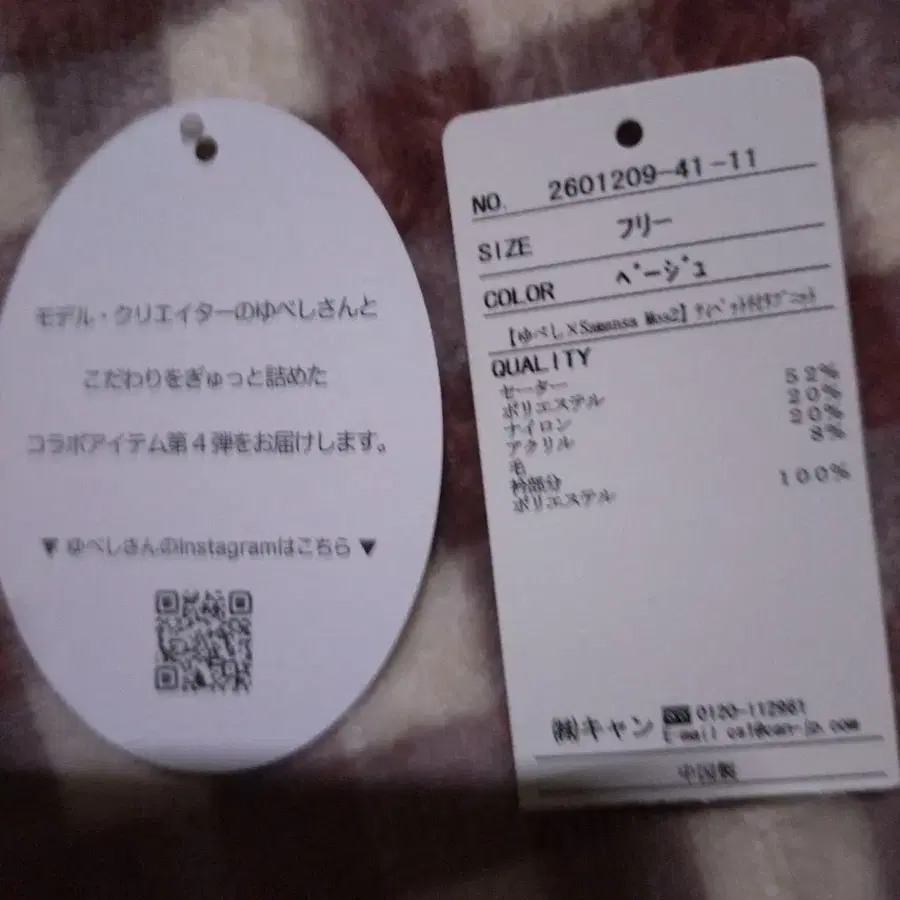 モデル・クリエイターのゆべしさんと
こだわりをぎゅっと詰めた
コラボアイテム第4弾をお届けします。
▼ ゆべしさんのInstagramはこちら ▼
NO. 2601209-41-11
SIZE フリー
COLOR ベージュ
【ゆべし×Samansa Mos2】
QUALITY
セーター
ポリエステル 52%
ナイロン 20%
アクリル 20%
毛 8%
衿部分
ポリエステル 100%
㈱キャン 0120-112961
E-mail
中国製